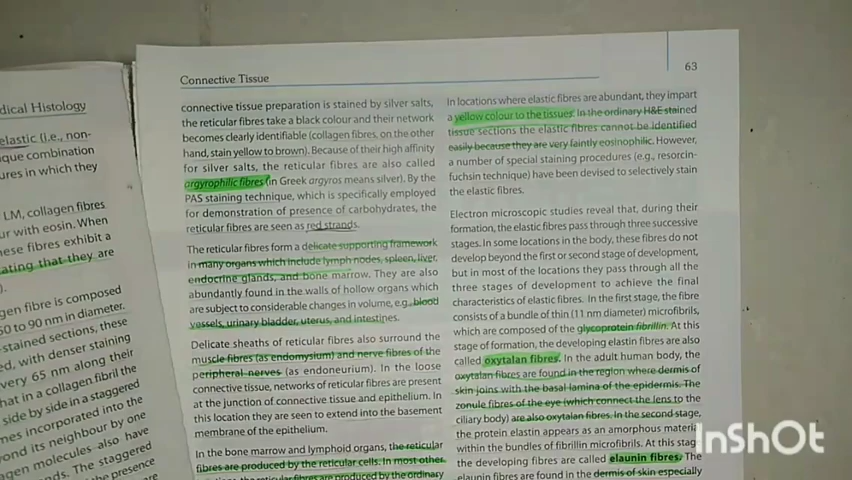 dical Histology
elastic (i.e., non-
que combination
ures in which they
LM, collagen fibres
ur with eosin. When
ese fibres exhibit a
ating that they are
).
gen fibre is composed
50 to 90 nm in diameter.
-stained sections, these
ed, with denser staining
very 65 nm along their
hat in a collagen fibril the
side by side in a staggered
mes incorporated into the
ond its neighbour by one
agen molecules also have
nds. The staggered
the presence
Connective Tissue
63
connective tissue preparation is stained by silver salts,
the reticular fibres take a black colour and their network
becomes clearly identifiable (collagen fibres, on the other
hand, stain yellow to brown). Because of their high affinity
for silver salts, the reticular fibres are also called
argyrophilic fibres (in Greek argyros means silver). By the
PAS staining technique, which is specifically employed
for demonstration of presence of carbohydrates, the
reticular fibres are seen as red strands.
The reticular fibres form a delicate supporting framework
in many organs which include lymph nodes, spleen, liver,
endocrine glands, and bone marrow. They are also
abundantly found in the walls of hollow organs which
are subject to considerable changes in volume, e.g., blood
vessels, urinary bladder, uterus, and intestines.
Delicate sheaths of reticular fibres also surround the
muscle fibres (as endomysium) and nerve fibres of the
peripheral nerves (as endoneurium). In the loose
connective tissue, networks of reticular fibres are present
at the junction of connective tissue and epithelium. In
this location they are seen to extend into the basement
membrane of the epithelium.
In the bone marrow and lymphoid organs, the reticular
fibres are produced by the reticular cells. In most other
the reticular fibres are produced by the ordinary
In locations where elastic fibres are abundant, they impart
a yellow colour to the tissues. In the ordinary H&E stained
tissue sections the elastic fibres cannot be identified
easily because they are very faintly eosinophilic. However,
a number of special staining procedures (e.g., resorcin-
fuchsin technique) have been devised to selectively stain
the elastic fibres.
Electron microscopic studies reveal that, during their
formation, the elastic fibres pass through three successive
stages. In some locations in the body, these fibres do not
develop beyond the first or second stage of development,
but in most of the locations they pass through all the
three stages of development to achieve the final
characteristics of elastic fibres. In the first stage, the fibre
consists of a bundle of thin (11 nm diameter) microfibrils,
which are composed of the glycoprotein fibrillin. At this
stage of formation, the developing elastic fibres are also
called oxytalan fibres. In the adult human body, the
oxytalan fibres are found in the region where dermis of
skin joins with the basal lamina of the epidermis. The
zonule fibres of the eye (which connect the lens to the
ciliary body) are also oxytalan fibres. In the second stage,
the protein elastin appears as an amorphous materia
within the bundles of fibrillin microfibrils. At this stag
the developing fibres are called elaunin fibres. The
elaunin fibres are found in the dermis of skin especially
InShOt